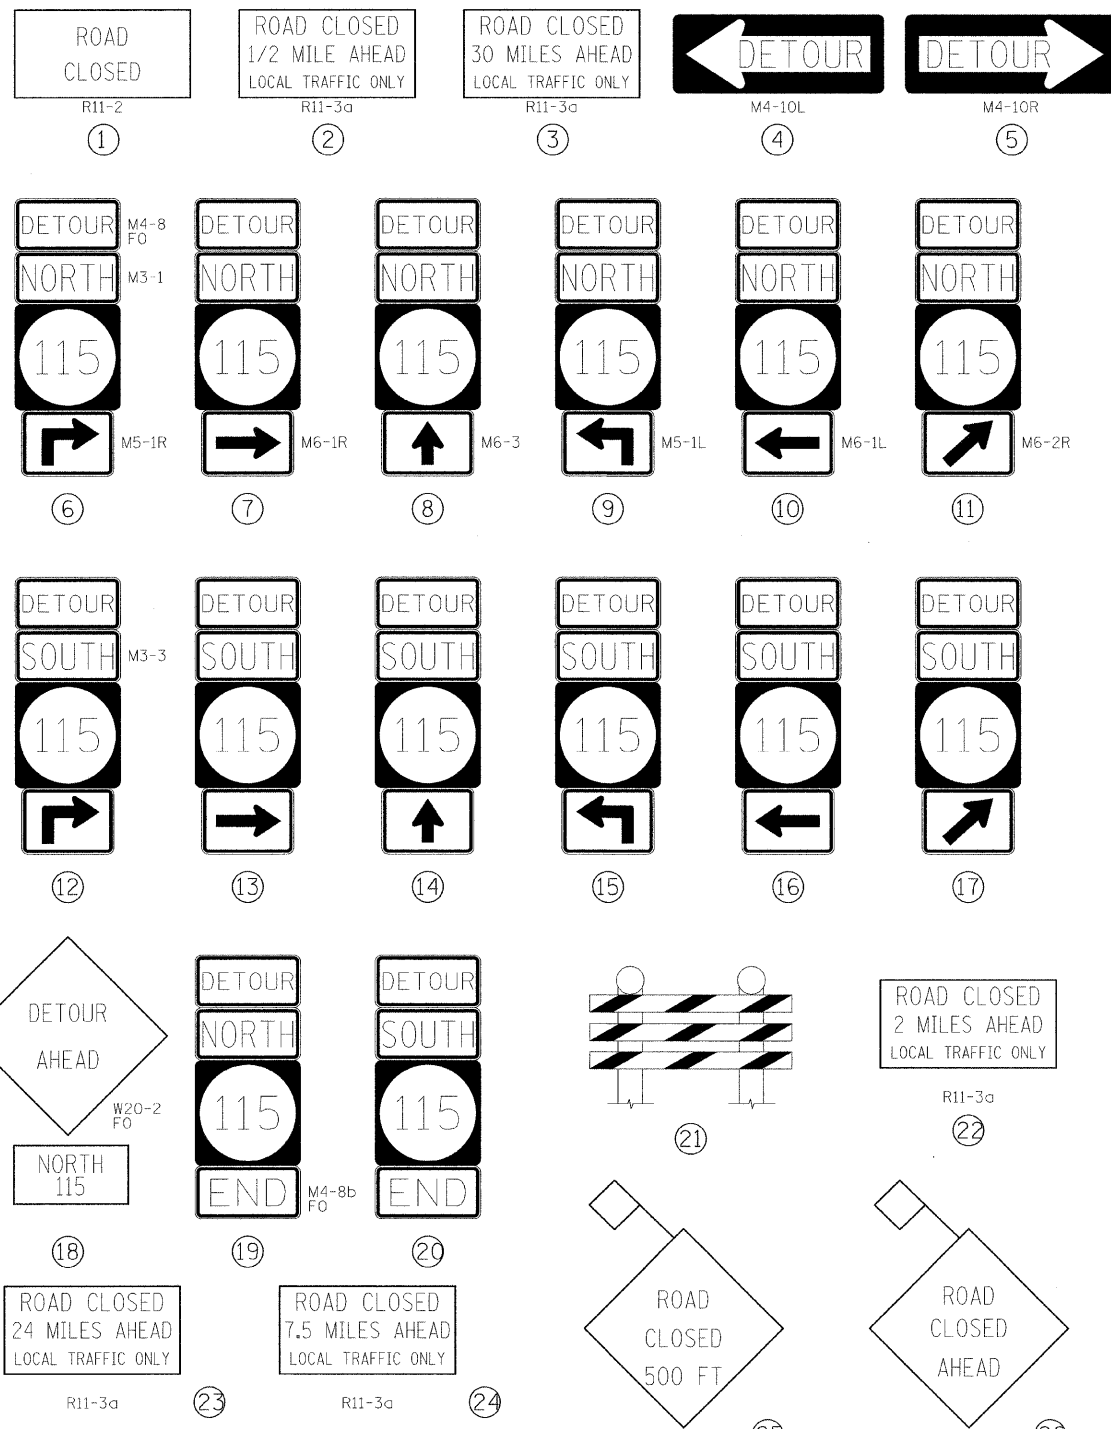 ROAD
CLOSED
R11-2
1
ROAD CLOSED
1/2 MILE AHEAD
LOCAL TRAFFIC ONLY
R11-3a
2
ROAD CLOSED
30 MILES AHEAD
LOCAL TRAFFIC ONLY
R11-3a
3
DETOUR
M4-10L
4
DETOUR
M4-10R
5
DETOUR
M4-8
FO
NORTH
M3-1
115
M5-1R
6
DETOUR
NORTH
115
M6-1R
7
DETOUR
NORTH
115
M6-3
8
DETOUR
NORTH
115
M5-1L
9
DETOUR
NORTH
115
M6-1L
10
DETOUR
NORTH
115
M6-2R
11
DETOUR
SOUTH
M3-3
115
12
DETOUR
SOUTH
115
13
DETOUR
SOUTH
115
14
DETOUR
SOUTH
115
15
DETOUR
SOUTH
115
16
DETOUR
SOUTH
115
17
DETOUR
AHEAD
W20-2
FO
NORTH
115
18
DETOUR
NORTH
115
END
M4-8b
FO
19
DETOUR
SOUTH
115
END
20
21
ROAD CLOSED
2 MILES AHEAD
LOCAL TRAFFIC ONLY
R11-3a
22
ROAD CLOSED
24 MILES AHEAD
LOCAL TRAFFIC ONLY
R11-3a
23
ROAD CLOSED
7.5 MILES AHEAD
LOCAL TRAFFIC ONLY
R11-3a
24
ROAD
CLOSED
500 FT
ROAD
CLOSED
AHEAD